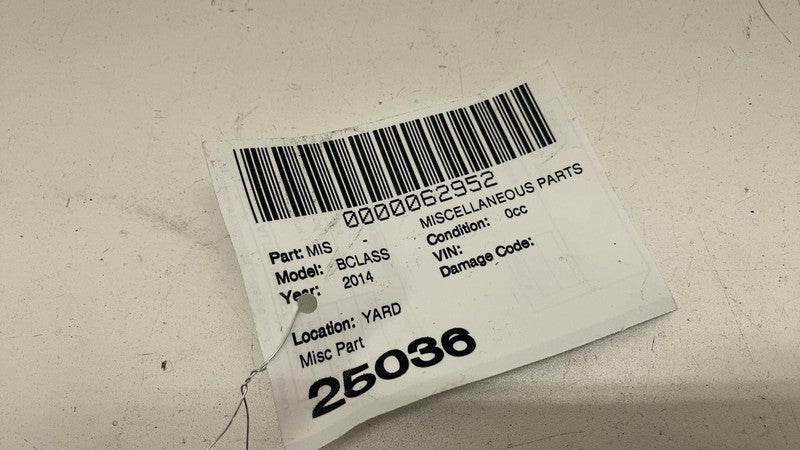 0000062952
Part: MIS - MISCELLANEOUS PARTS
Model: BCLASS Condition: 0cc
Year: 2014 VIN:
Damage Code:
Location: YARD
Misc Part
25036